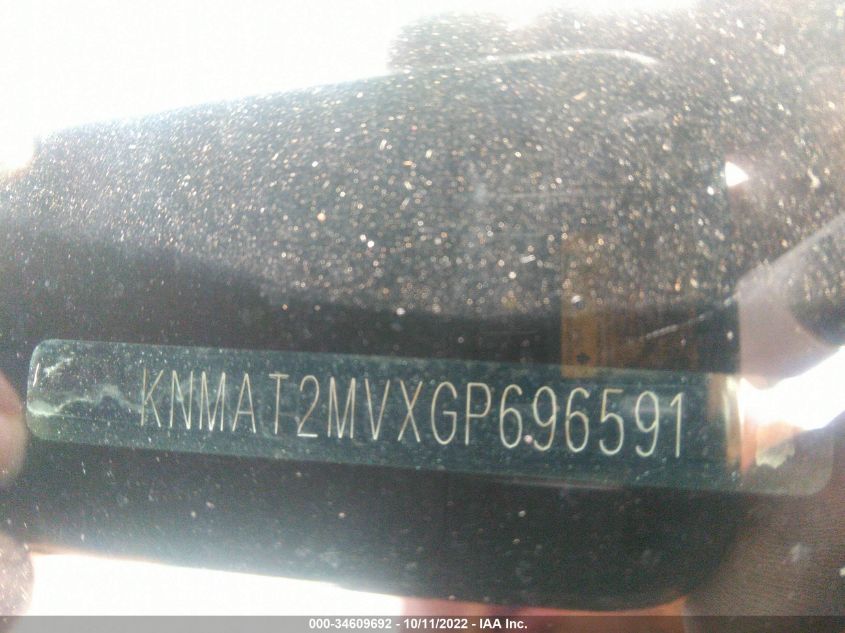 KNMAT2MVXGP696591
000-34609692 - 10/11/2022 - IAA Inc.